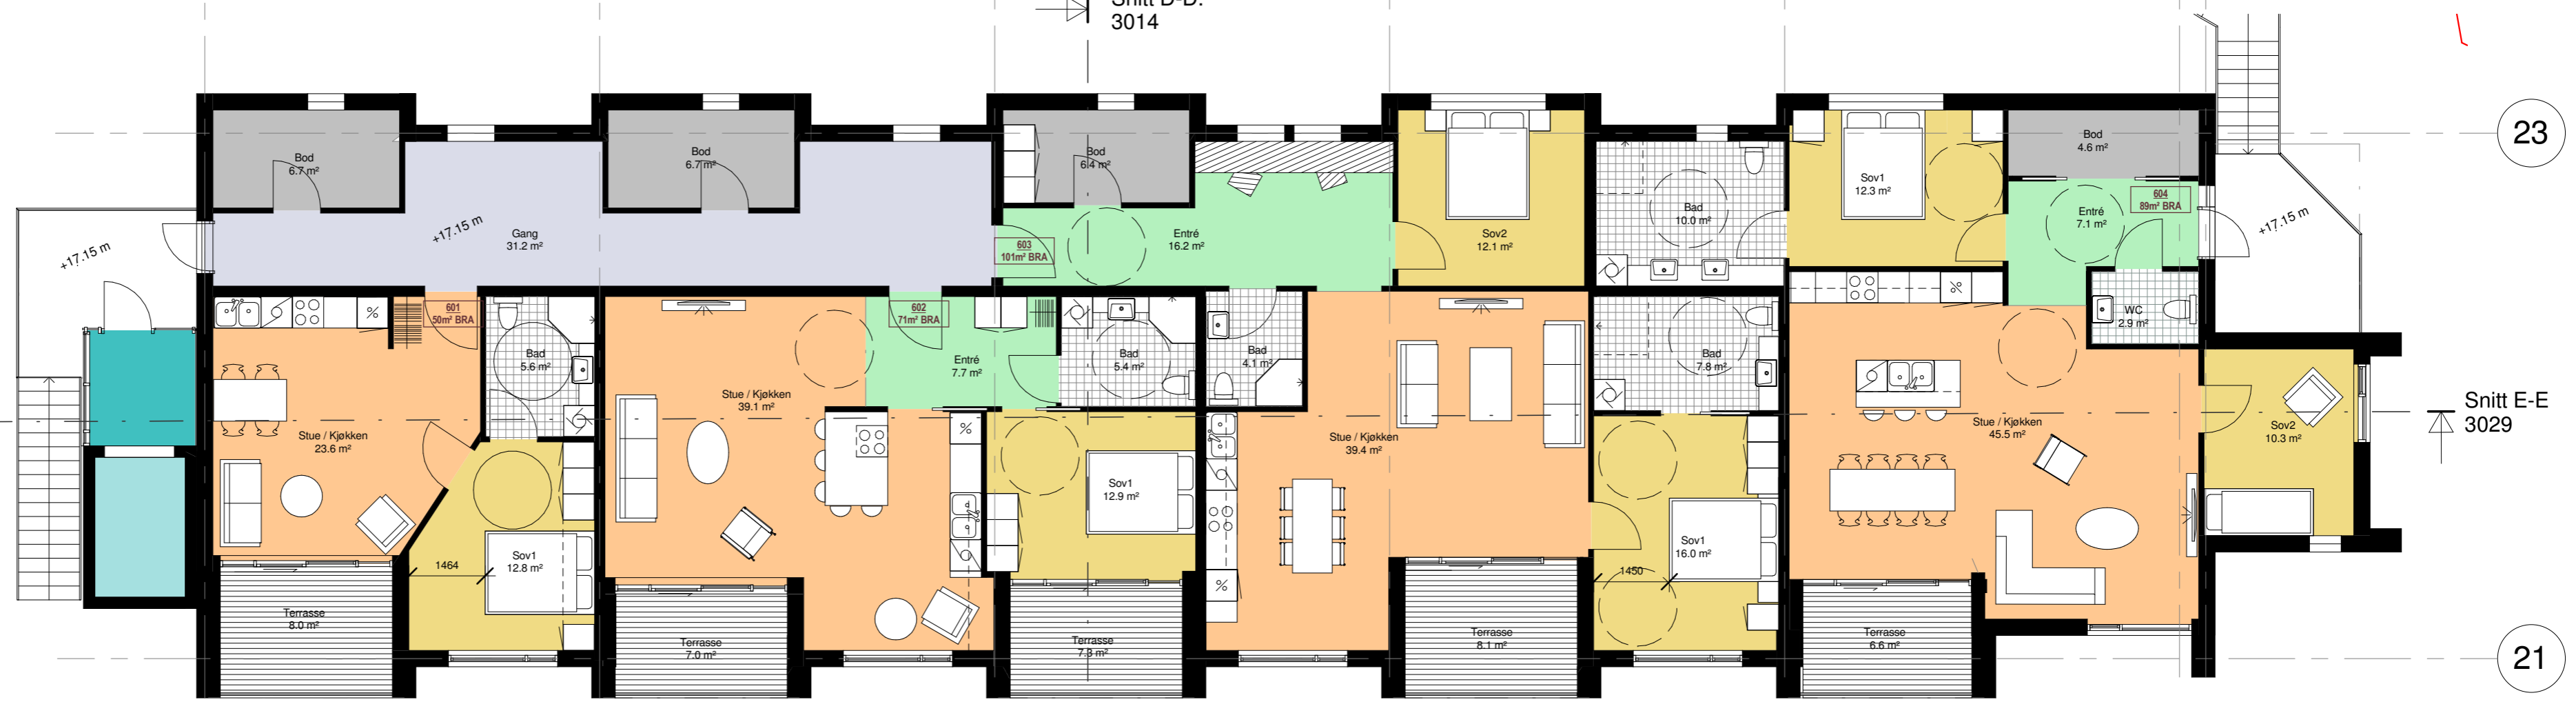 Snitt D-D.
3014
23
Bod
6.7 m²
Bod
6.7 m²
Bod
6.4 m²
Bod
4.6 m²
Sov1
12.3 m²
604
89m² BRA
Bad
10.0 m²
Entré
7.1 m²
+17.15 m
+17.15 m
+17.15 m
Gang
31.2 m²
603
101m² BRA
Entré
16.2 m²
Sov2
12.1 m²
601
50m² BRA
602
71m² BRA
WC
2.9 m²
%
%
Bad
5.6 m²
Entré
7.7 m²
Bad
5.4 m²
Bad
4.1 m²
Bad
7.8 m²
Stue / Kjøkken
39.1 m²
Stue / Kjøkken
23.6 m²
%
Stue / Kjøkken
39.4 m²
Stue / Kjøkken
45.5 m²
Sov2
10.3 m²
Snitt E-E
3029
Sov1
12.9 m²
Sov1
12.8 m²
1464
Sov1
16.0 m²
1450
%
Terrasse
8.0 m²
Terrasse
7.0 m²
Terrasse
7.3 m²
Terrasse
8.1 m²
Terrasse
6.6 m²
21